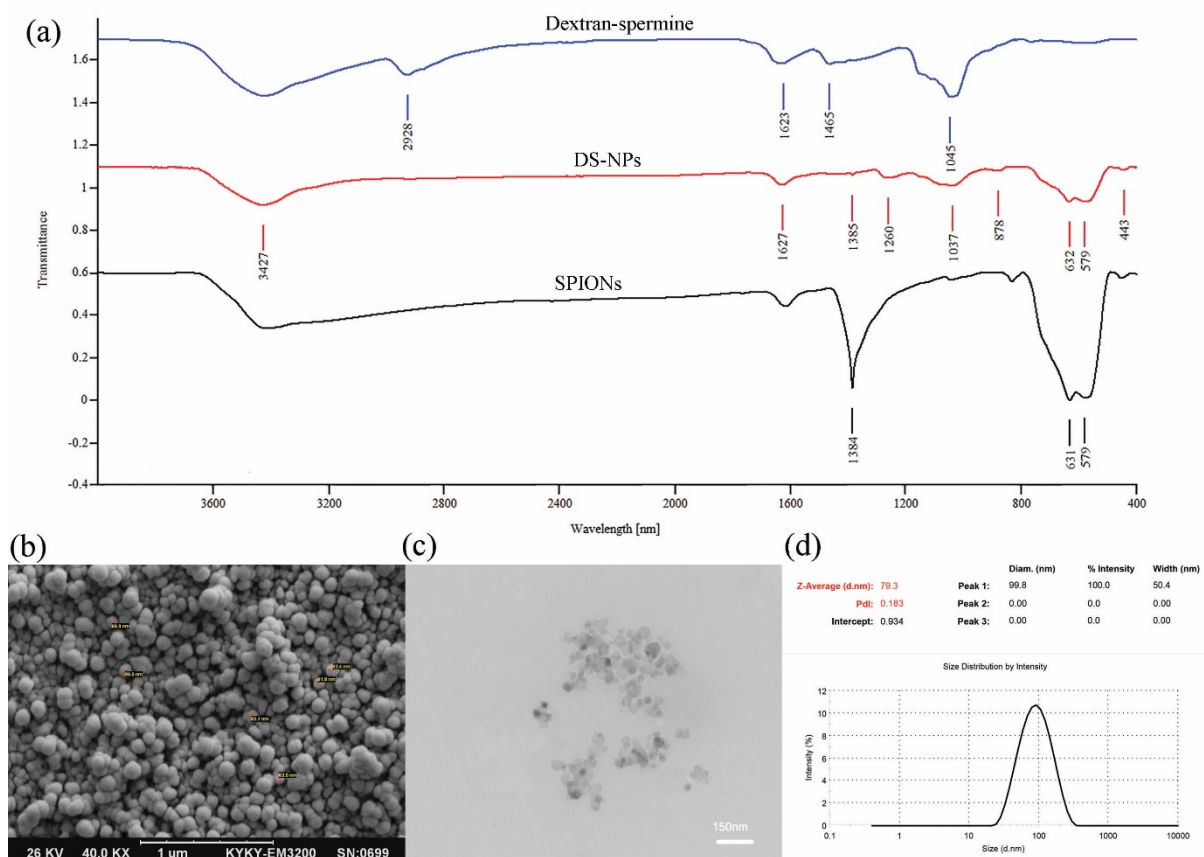 (a)
Dextran-spermine
1.6
1.4
2928
1623
1465
1045
1.2
DS-NPs
1
0.8
3427
1627
1385
1260
1037
878
632
579
443
Transmittance
0.6
SPIONs
0.4
0.2
0
1384
631
579
-0.2
-0.4
3600 3200 2800 2400 2000 1600 1200 800 400
Wavelength [nm]
(b)
26 KV 40.0 KX 1 um KYKY-EM3200 SN:0699
(c)
150nm
(d)
Diam. (nm) % Intensity Width (nm)
Z-Average (d.nm): 79.3 Peak 1: 99.8 100.0 50.4
PdI: 0.183 Peak 2: 0.00 0.0 0.00
Intercept: 0.934 Peak 3: 0.00 0.0 0.00
Size Distribution by Intensity
12
10
8
6
4
2
0
Intensity (%)
0.1 1 10 100 1000 10000
Size (d.nm)